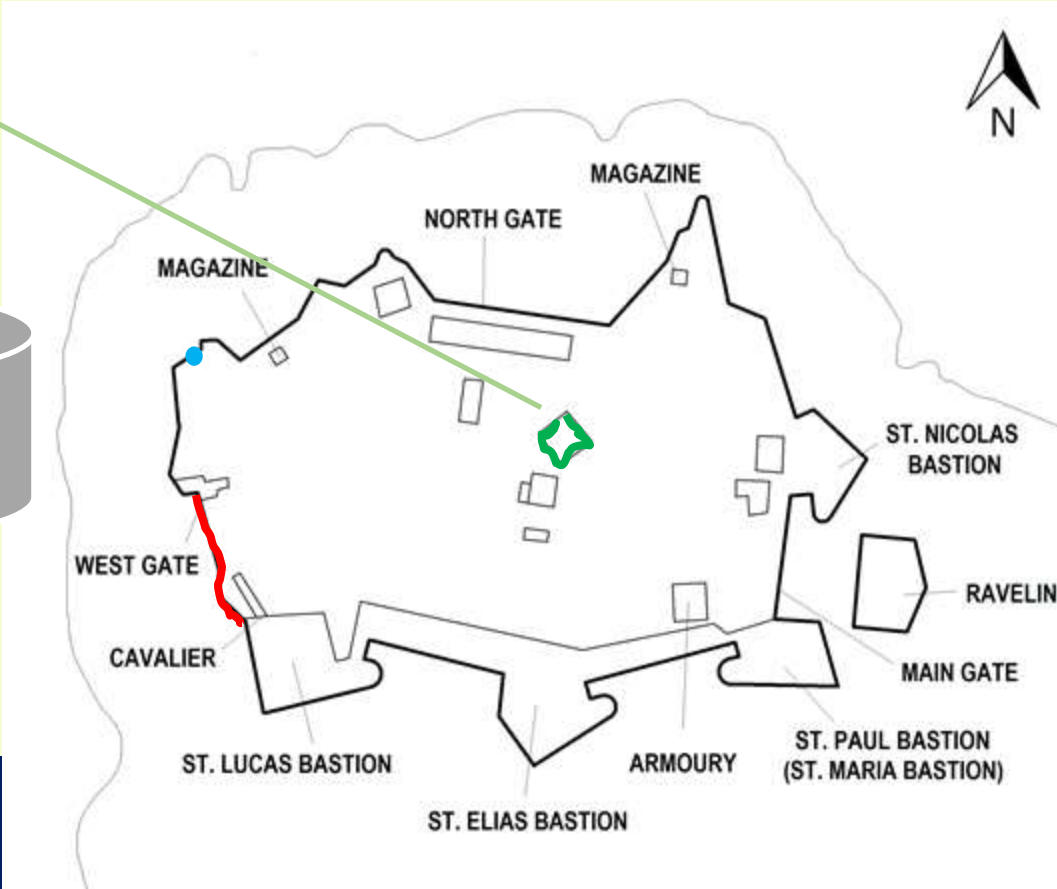 N
MAGAZINE
NORTH GATE
MAGAZINE
ST. NICOLAS
BASTION
WEST GATE
RAVELIN
CAVALIER
MAIN GATE
ST. LUCAS BASTION
ARMOURY
ST. PAUL BASTION
(ST. MARIA BASTION)
ST. ELIAS BASTION